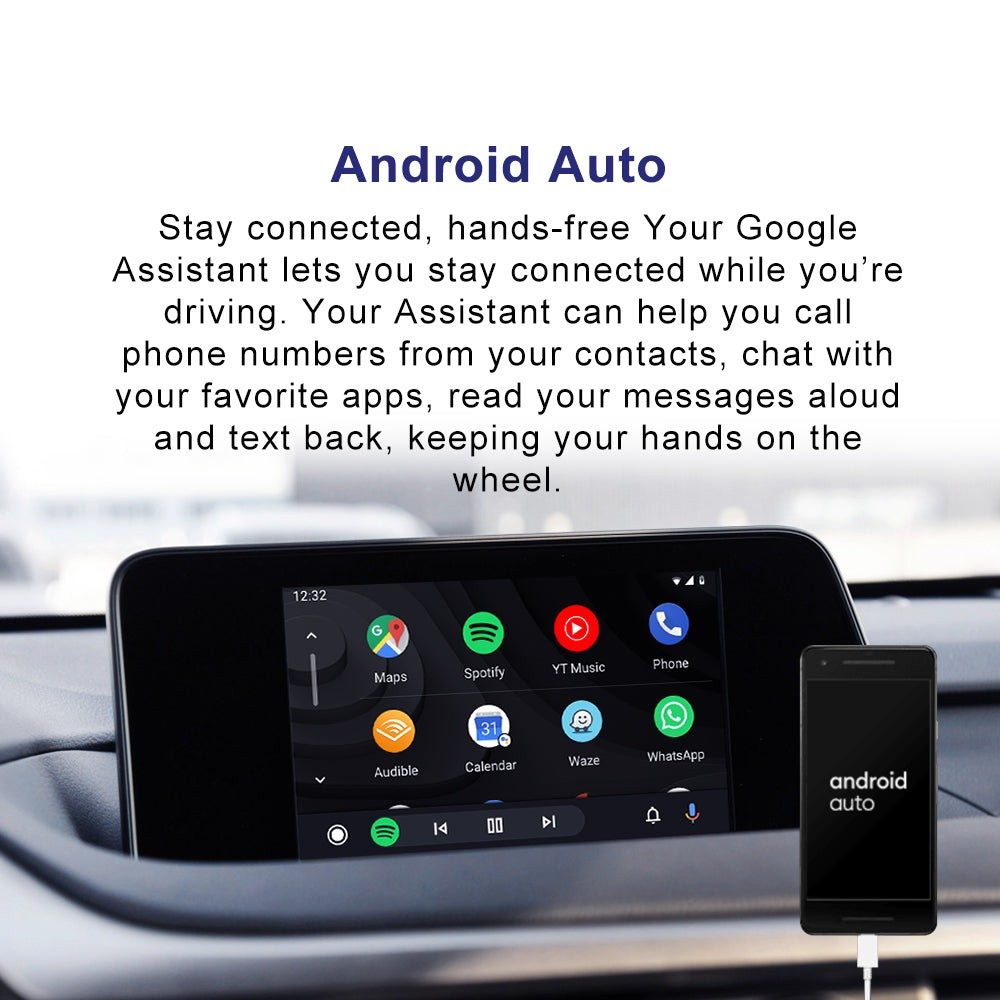 Android Auto
Stay connected, hands-free Your Google
Assistant lets you stay connected while you’re
driving. Your Assistant can help you call
phone numbers from your contacts, chat with
your favorite apps, read your messages aloud
and text back, keeping your hands on the
wheel.
12:32
Maps Spotify YT Music Phone
31
Audible Calendar Waze WhatsApp
android
auto